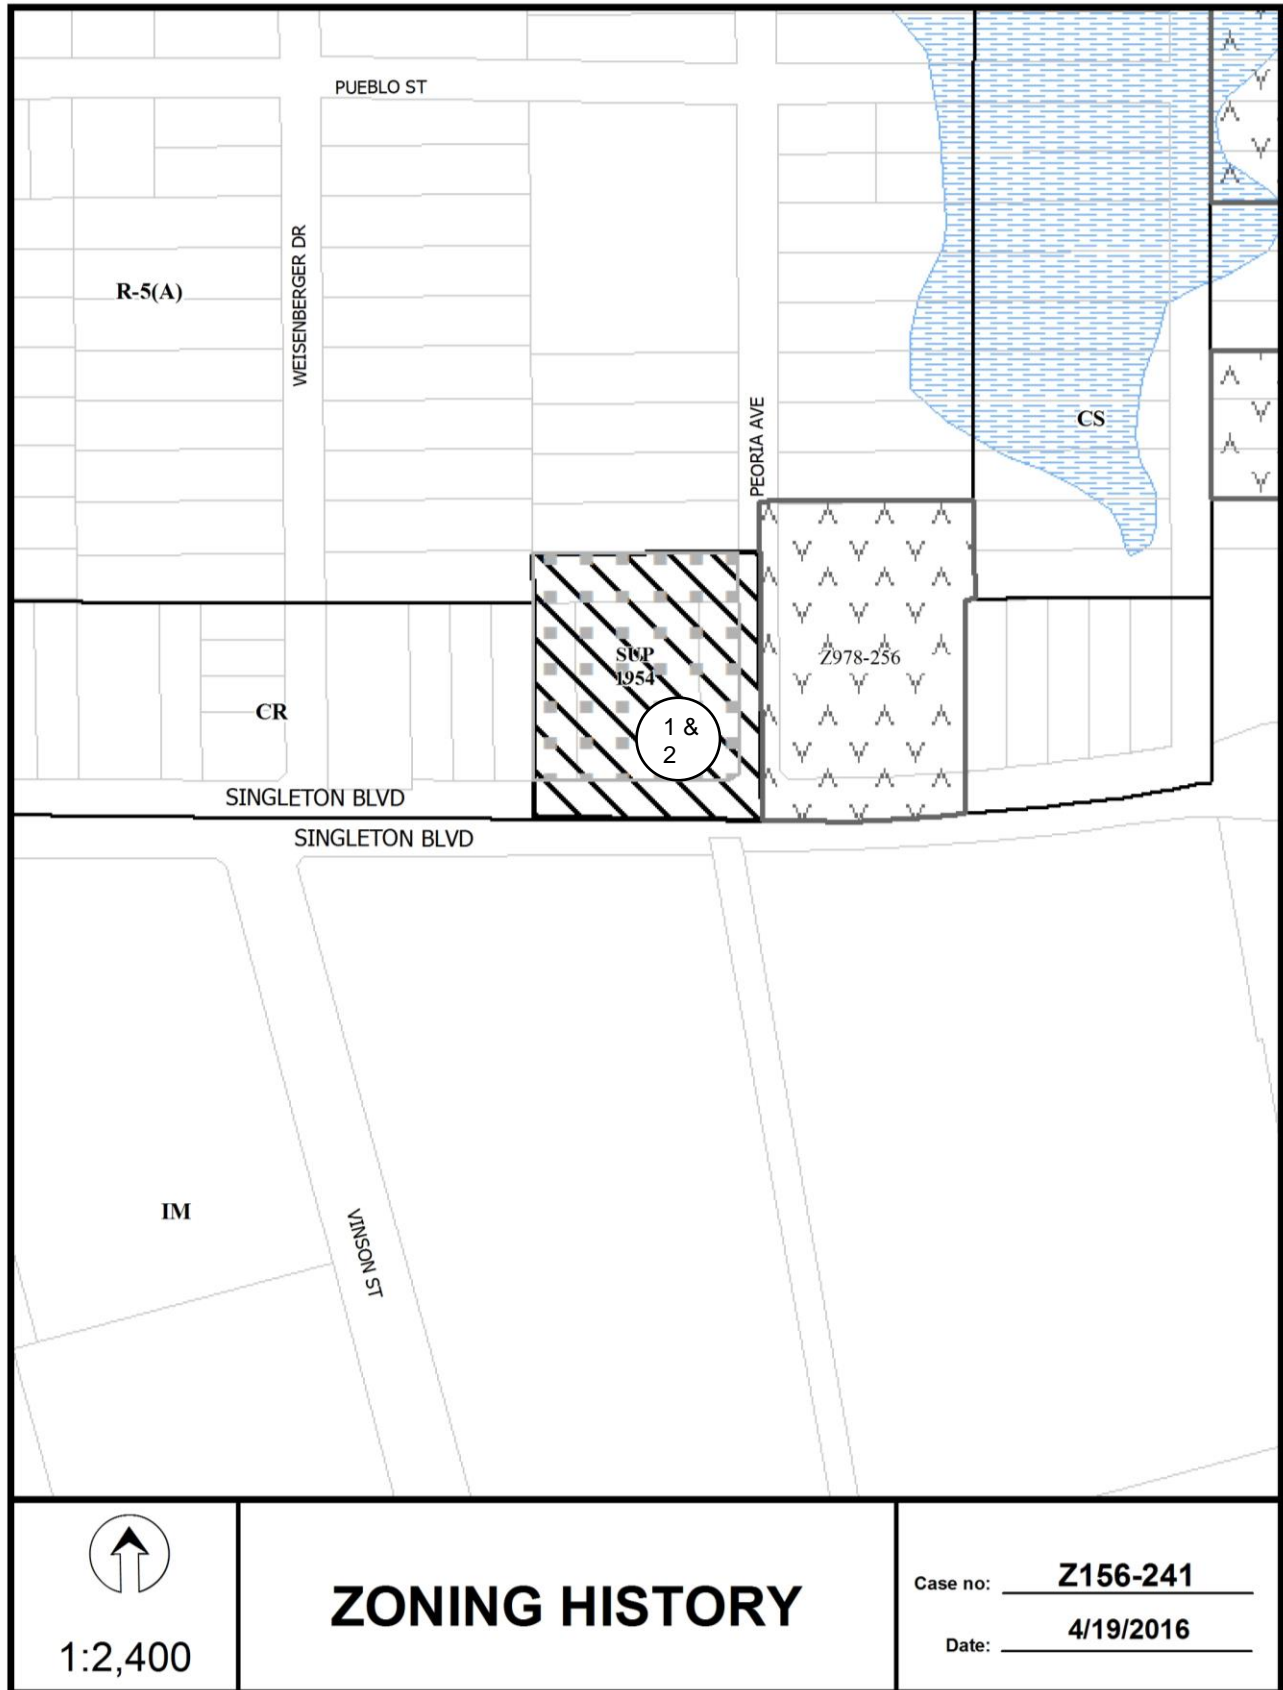 PUEBLO ST
WEISENBERGER DR
R-5(A)
PEORIA AVE
CS
SUP
1954
Z978-256
CR
1 &
2
SINGLETON BLVD
SINGLETON BLVD
IM
VINSON ST
1:2,400
ZONING HISTORY
Case no: Z156-241
Date: 4/19/2016